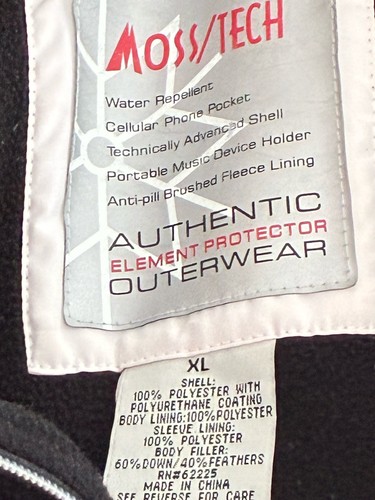 MOSS/TECH
Water Repellent
Cellular Phone Pocket
Technically Advanced Shell
Portable Music Device Holder
Anti-pill Brushed Fleece Lining
AUTHENTIC
ELEMENT PROTECTOR
OUTERWEAR
XL
SHELL:
100% POLYESTER WITH
POLYURETHANE COATING
BODY LINING:100%POLYESTER
SLEEVE LINING:
100% POLYESTER
BODY FILLER:
60%DOWN/40%FEATHERS
RN#62225
MADE IN CHINA
SEE REVERSE FOR CARE